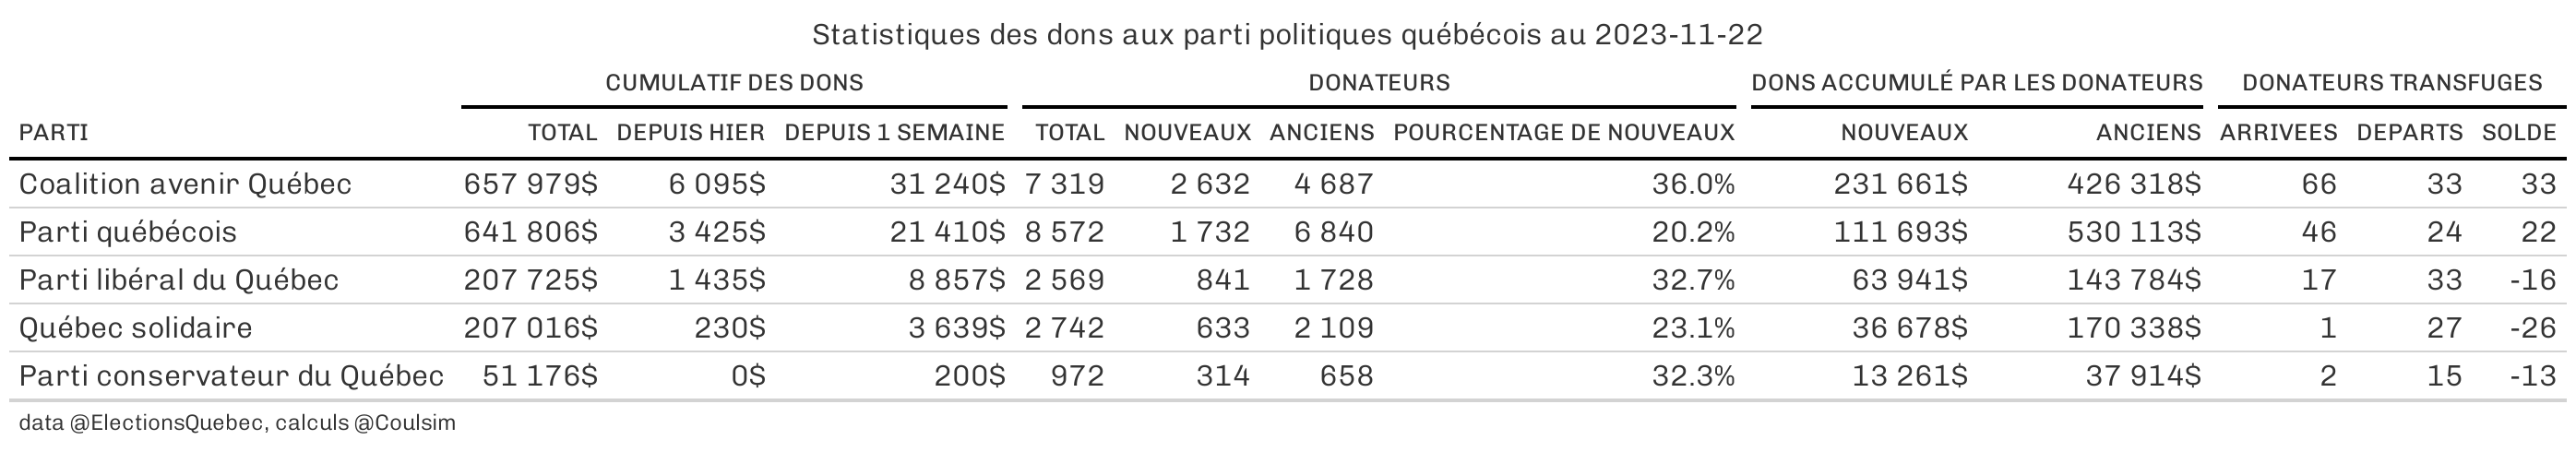 Statistiques des dons aux parti politiques québécois au 2023-11-22
CUMULATIF DES DONS DONATEURS DONS ACCUMULÉ PAR LES DONATEURS DONATEURS TRANSFUGES
PARTI TOTAL DEPUIS HIER DEPUIS 1 SEMAINE TOTAL NOUVEAUX ANCIENS POURCENTAGE DE NOUVEAUX NOUVEAUX ANCIENS ARRIVEES DEPARTS SOLDE
Coalition avenir Québec 657 979$ 6 095$ 31 240$ 7 319 2 632 4 687 36.0% 231 661$ 426 318$ 66 33 33
Parti québécois 641 806$ 3 425$ 21 410$ 8 572 1 732 6 840 20.2% 111 693$ 530 113$ 46 24 22
Parti libéral du Québec 207 725$ 1 435$ 8 857$ 2 569 841 1 728 32.7% 63 941$ 143 784$ 17 33 -16
Québec solidaire 207 016$ 230$ 3 639$ 2 742 633 2 109 23.1% 36 678$ 170 338$ 1 27 -26
Parti conservateur du Québec 51 176$ 0$ 200$ 972 314 658 32.3% 13 261$ 37 914$ 2 15 -13
data @ElectionsQuebec, calculs @Coulsim